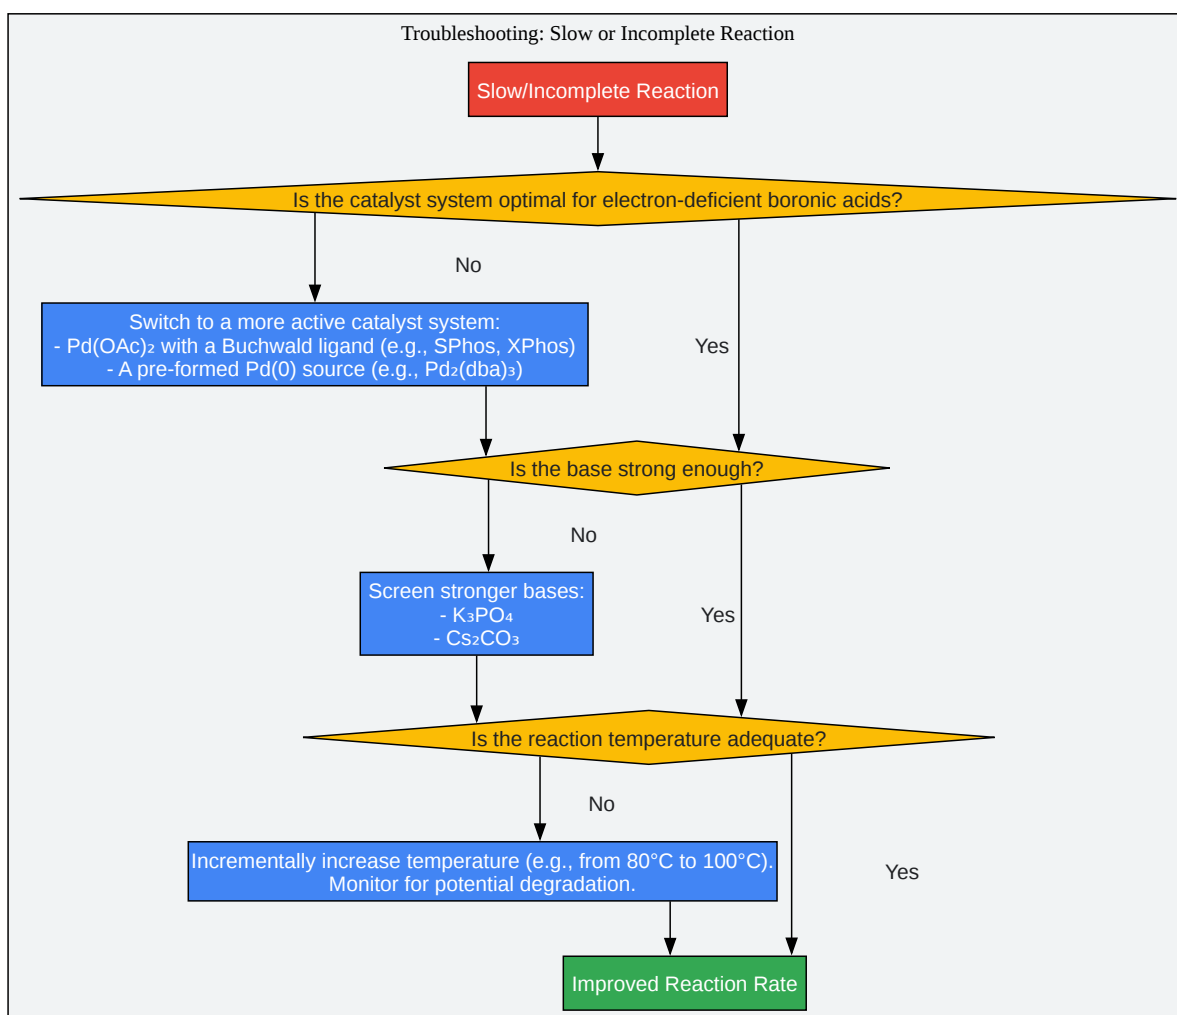 Troubleshooting: Slow or Incomplete Reaction
Slow/Incomplete Reaction
Is the catalyst system optimal for electron-deficient boronic acids?
No
Switch to a more active catalyst system:
- Pd(OAc)₂ with a Buchwald ligand (e.g., SPhos, XPhos)
- A pre-formed Pd(0) source (e.g., Pd₂(dba)₃)
Yes
Is the base strong enough?
No
Screen stronger bases:
- K₃PO₄
- Cs₂CO₃
Yes
Is the reaction temperature adequate?
No
Incrementally increase temperature (e.g., from 80°C to 100°C).
Monitor for potential degradation.
Yes
Improved Reaction Rate